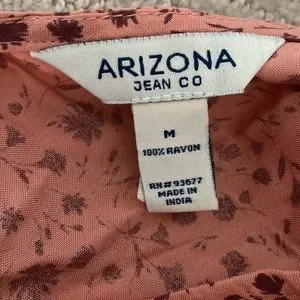 ARIZONA
JEAN CO
M
100% RAYON
RN#93677
MADE IN
INDIA